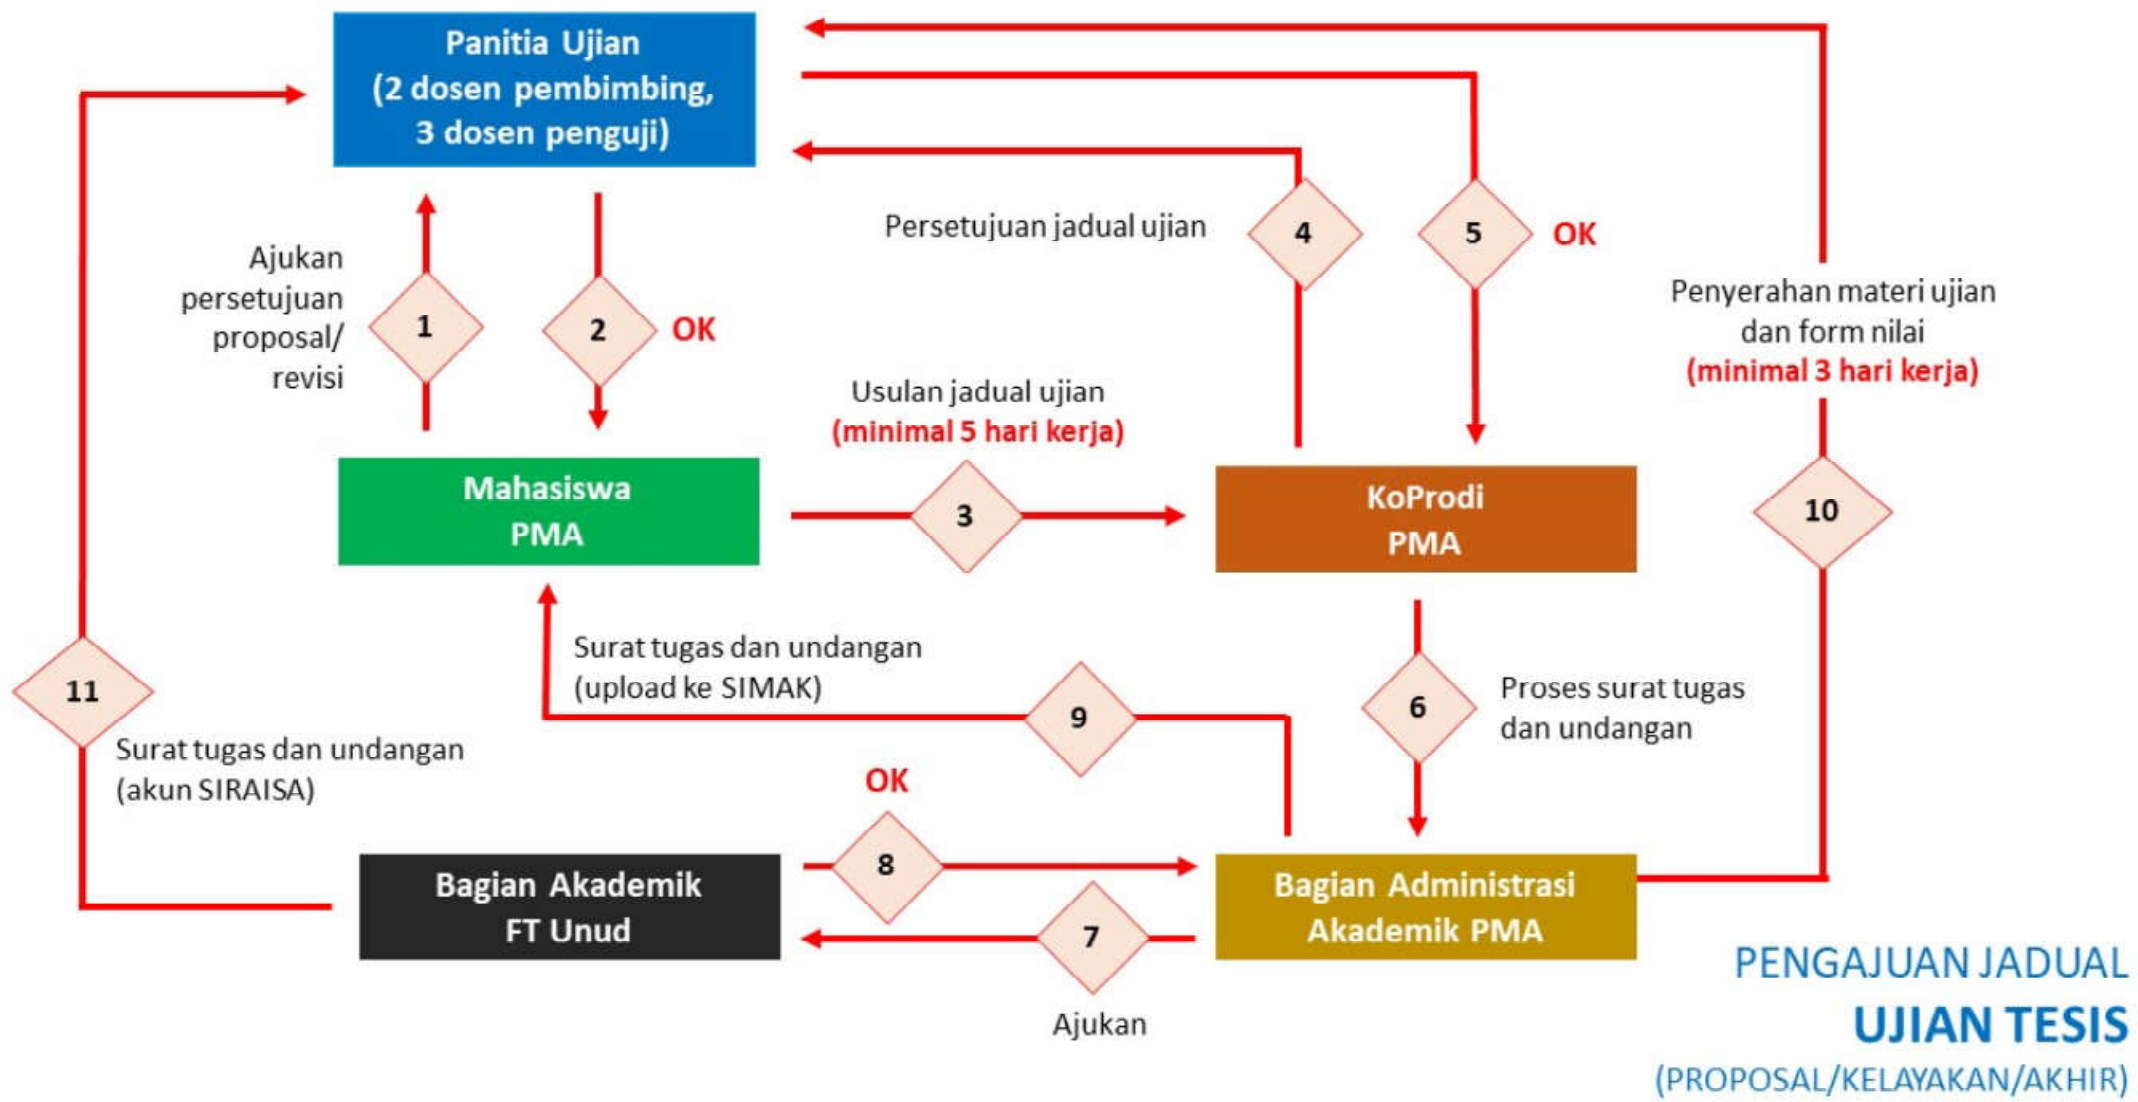 Panitia Ujian
(2 dosen pembimbing,
3 dosen penguji)
Ajukan
persetujuan
proposal/
revisi
1
2
OK
Persetujuan jadual ujian
4
5
OK
Penyerahan materi ujian
dan form nilai
(minimal 3 hari kerja)
Usulan jadual ujian
(minimal 5 hari kerja)
Mahasiswa
PMA
3
KoProdi
PMA
10
Surat tugas dan undangan
(upload ke SIMAK)
9
6
Proses surat tugas
dan undangan
11
Surat tugas dan undangan
(akun SIRAISA)
OK
8
Bagian Akademik
FT Unud
7
Ajukan
Bagian Administrasi
Akademik PMA
PENGAJUAN JADUAL
UJIAN TESIS
(PROPOSAL/KELAYAKAN/AKHIR)